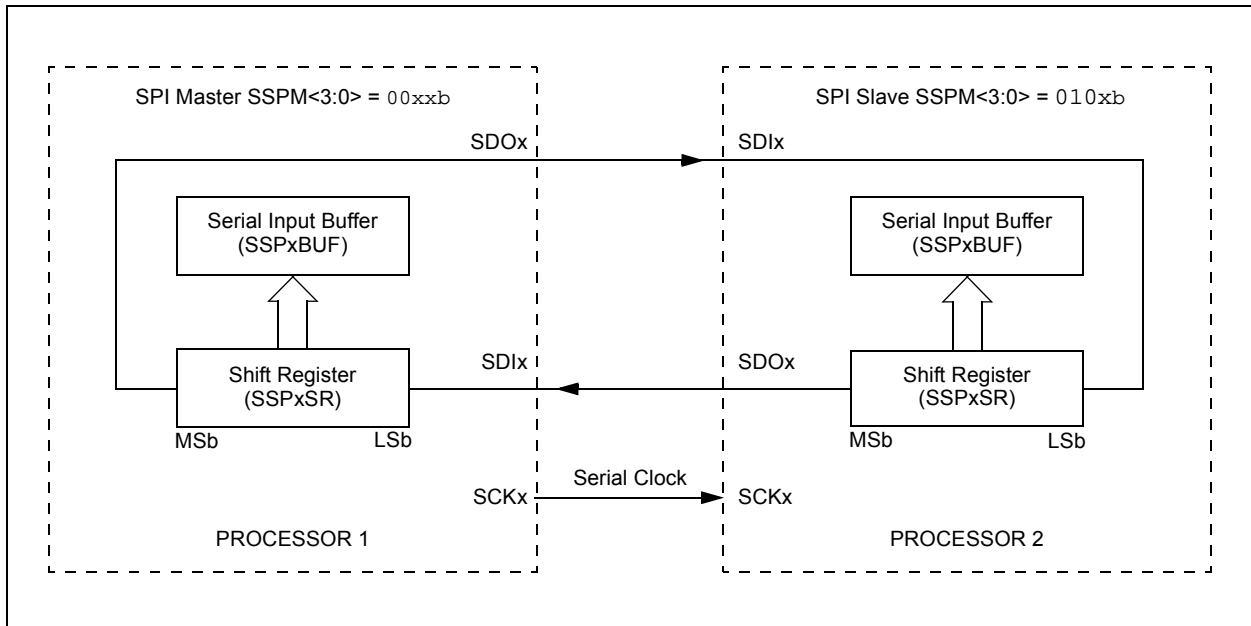 SPI Master SSPM<3:0> = 00xxb
SPI Slave SSPM<3:0> = 010xb
SDOx
SDIx
Serial Input Buffer
(SSPxBUF)
Serial Input Buffer
(SSPxBUF)
SDIx
SDOx
Shift Register
(SSPxSR)
Shift Register
(SSPxSR)
MSb
LSb
MSb
LSb
Serial Clock
SCKx
SCKx
PROCESSOR 1
PROCESSOR 2